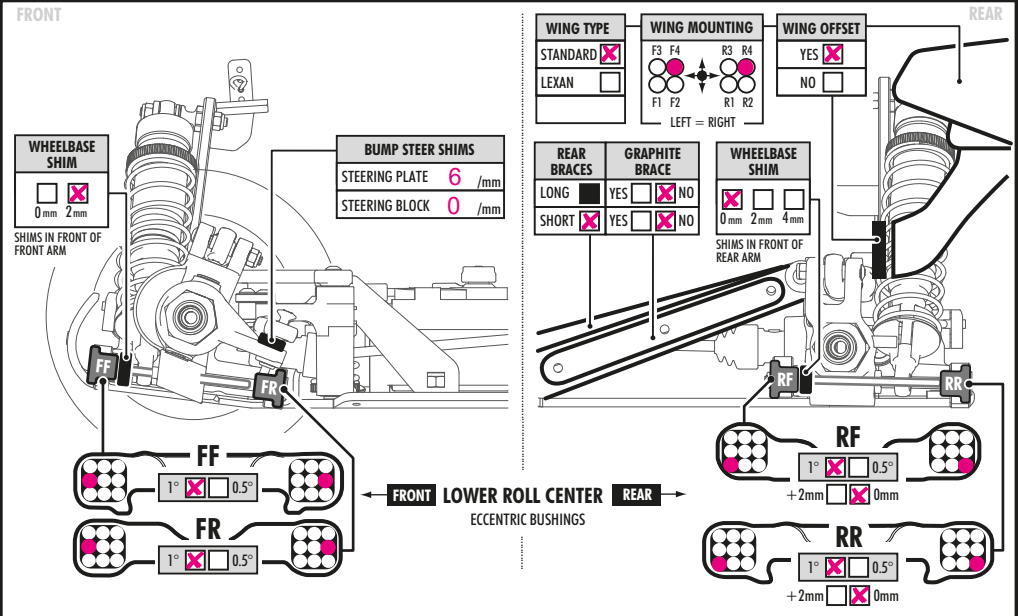 FRONT
REAR
WING TYPE
STANDARD
LEXAN
WING MOUNTING
F3 F4 R3 R4
F1 F2 R1 R2
LEFT = RIGHT
WING OFFSET
YES
NO
WHEELBASE
SHIM
0mm 2mm
SHIMS IN FRONT OF
FRONT ARM
BUMP STEER SHIMS
STEERING PLATE 6 /mm
STEERING BLOCK 0 /mm
REAR
BRACES
GRAPHITE
BRACE
LONG YES NO
SHORT YES NO
WHEELBASE
SHIM
0mm 2mm 4mm
SHIMS IN FRONT OF
REAR ARM
FF
FR
RF
RR
FF
1° 0.5°
FR
1° 0.5°
FRONT LOWER ROLL CENTER REAR
ECCENTRIC BUSHINGS
RF
1° 0.5°
+2mm 0mm
RR
1° 0.5°
+2mm 0mm